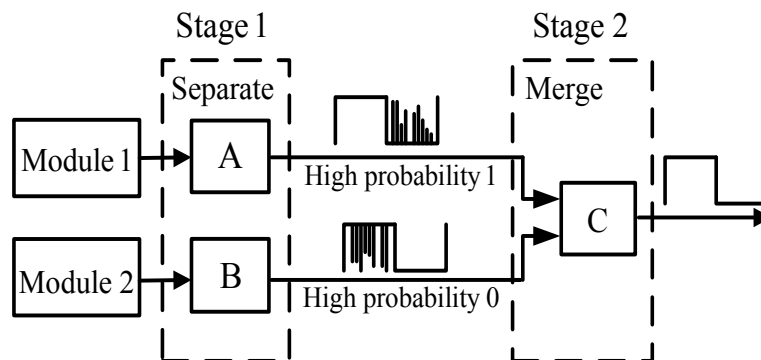 Stage 1
Stage 2
Separate
Merge
Module 1
A
High probability 1
C
Module 2
B
High probability 0